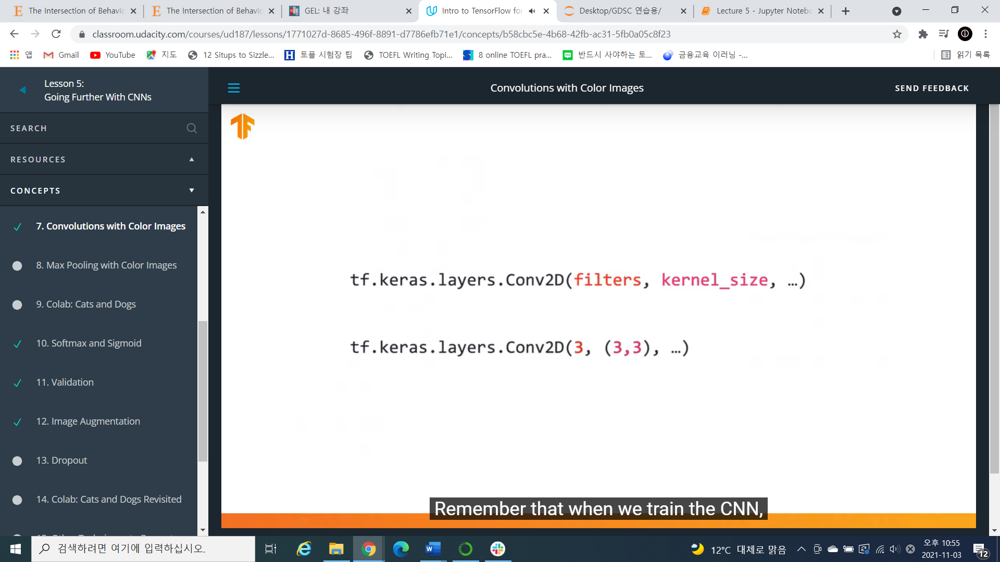 The Intersection of Behavio
The Intersection of Behavio
GEL: 내 강좌
Intro to TensorFlow for
Desktop/GDSC 연습용/
Lecture 5 - Jupyter Notebo
classroom.udacity.com/courses/ud187/lessons/1771027d-8685-496f-8891-d7786efb71e1/concepts/b58cbc5e-4b68-42fb-ac31-5fb0a05c8f23
앱 Gmail YouTube 지도 12 Situps to Sizzle... 토플 시험장 팁 TOEFL Writing Topi... 8 online TOEFL pra... 반드시 사야하는 토... 금융교육 이러닝 -... 읽기 목록
Lesson 5:
Going Further With CNNs
Convolutions with Color Images
SEND FEEDBACK
SEARCH
RESOURCES
CONCEPTS
7. Convolutions with Color Images
8. Max Pooling with Color Images
9. Colab: Cats and Dogs
10. Softmax and Sigmoid
11. Validation
12. Image Augmentation
13. Dropout
14. Colab: Cats and Dogs Revisited
tf.keras.layers.Conv2D(filters, kernel_size, …)
tf.keras.layers.Conv2D(3, (3,3), …)
Remember that when we train the CNN,
검색하려면 여기에 입력하십시오.
12°C 대체로 맑음
오후 10:55
2021-11-03
12